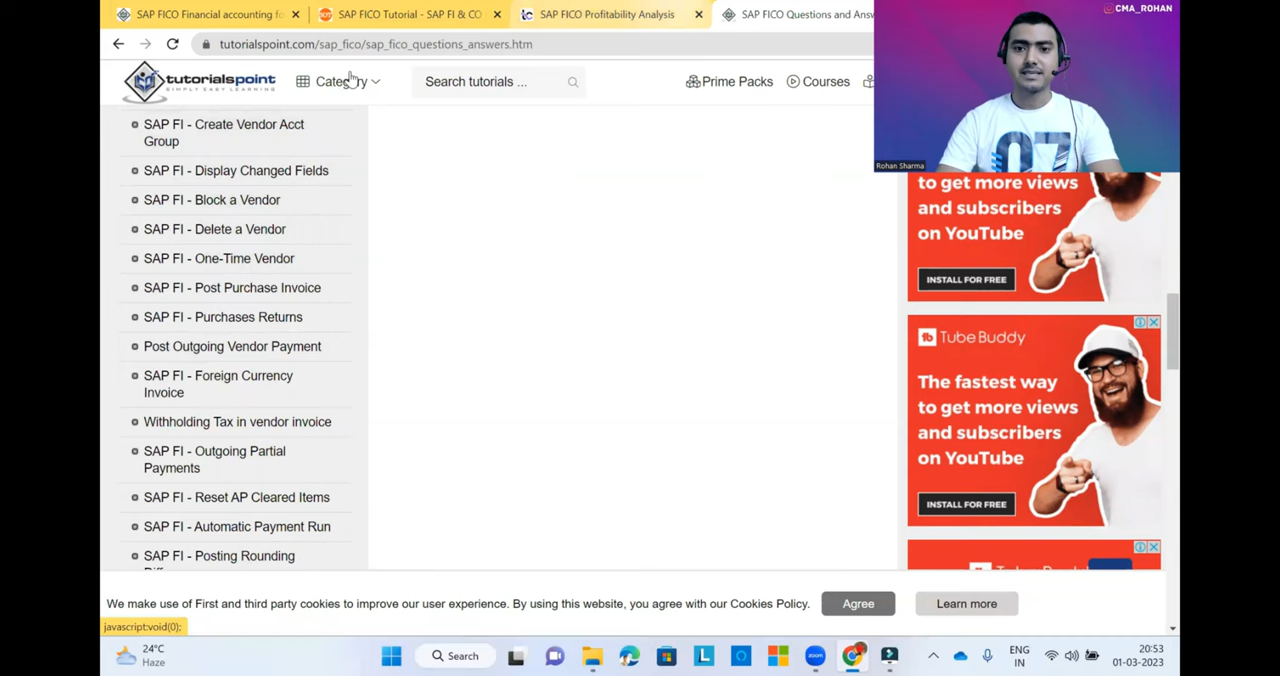 SAP FICO Financial accounting fo
SAP FICO Tutorial - SAP FI & CO
SAP FICO Profitability Analysis
SAP FICO Questions and Answ
CMA_ROHAN
tutorialspoint.com/sap_fico/sap_fico_questions_answers.htm
tutorialspoint
SIMPLY EASY LEARNING
Category
Search tutorials ...
Prime Packs
Courses
Rohan Sharma
SAP FI - Create Vendor Acct
Group
SAP FI - Display Changed Fields
SAP FI - Block a Vendor
SAP FI - Delete a Vendor
SAP FI - One-Time Vendor
SAP FI - Post Purchase Invoice
SAP FI - Purchases Returns
Post Outgoing Vendor Payment
SAP FI - Foreign Currency
Invoice
Withholding Tax in vendor invoice
SAP FI - Outgoing Partial
Payments
SAP FI - Reset AP Cleared Items
SAP FI - Automatic Payment Run
SAP FI - Posting Rounding
to get more views
and subscribers
on YouTube
INSTALL FOR FREE
tb TubeBuddy
The fastest way
to get more views
and subscribers
on YouTube
INSTALL FOR FREE
We make use of First and third party cookies to improve our user experience. By using this website, you agree with our Cookies Policy.
Agree
Learn more
javascript:void(0);
24°C
Haze
Search
zoom
ENG
IN
20:53
01-03-2023